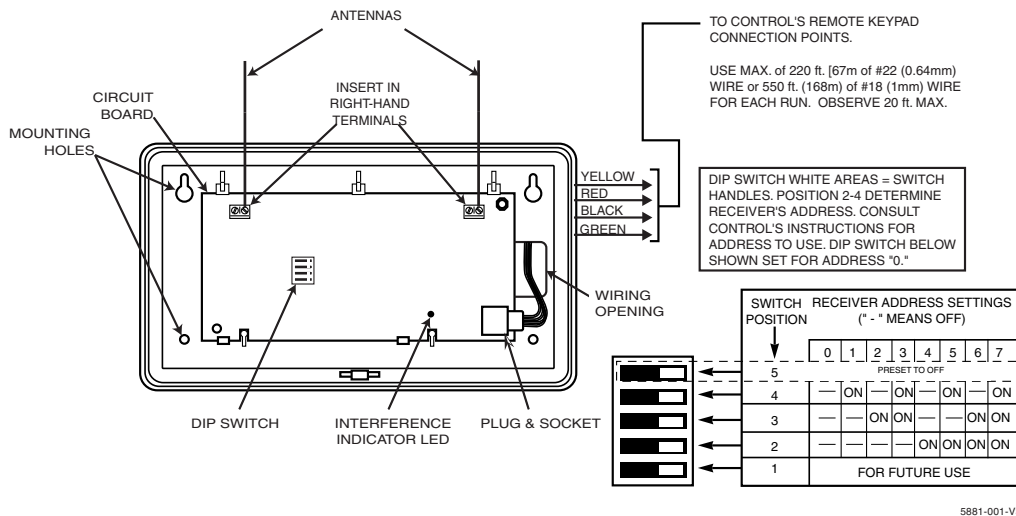 ANTENNAS
TO CONTROL'S REMOTE KEYPAD
CONNECTION POINTS.
USE MAX. of 220 ft. [67m of #22 (0.64mm)
WIRE or 550 ft. (168m) of #18 (1mm) WIRE
FOR EACH RUN. OBSERVE 20 ft. MAX.
CIRCUIT
BOARD
INSERT IN
RIGHT-HAND
TERMINALS
MOUNTING
HOLES
YELLOW
RED
BLACK
GREEN
DIP SWITCH WHITE AREAS = SWITCH
HANDLES. POSITION 2-4 DETERMINE
RECEIVER'S ADDRESS. CONSULT
CONTROL'S INSTRUCTIONS FOR
ADDRESS TO USE. DIP SWITCH BELOW
SHOWN SET FOR ADDRESS "0."
WIRING
OPENING
DIP SWITCH
INTERFERENCE
INDICATOR LED
PLUG & SOCKET
SWITCH
POSITION
RECEIVER ADDRESS SETTINGS
(" - " MEANS OFF)
0 1 2 3 4 5 6 7
5 PRESET TO OFF
4 — ON — ON — ON — ON
3 — — ON ON — — ON ON
2 — — — — ON ON ON ON
1 FOR FUTURE USE
5881-001-V